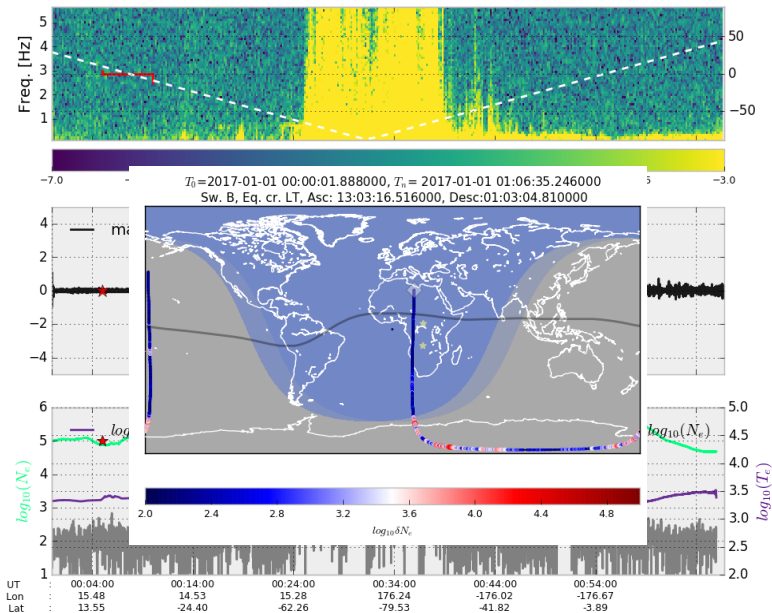 Freq. [Hz]
5
4
3
2
1
50
0
−50
−7.0
−3.0
T0=2017-01-01 00:00:01.888000, Tn= 2017-01-01 01:06:35.246000
Sw. B, Eq. cr. LT, Asc: 13:03:16.516000, Desc:01:03:04.810000
4
2
0
−2
−4
ma
6
5
4
3
2
1
log10(Ne)
log
log10(Ne)
5.0
4.5
4.0
3.5
3.0
2.5
2.0
log10(Te)
2.0 2.4 2.8 3.2 3.6 4.0 4.4 4.8
log10δNe
UT : 00:04:00 00:14:00 00:24:00 00:34:00 00:44:00 00:54:00
Lon : 15.48 14.53 15.28 176.24 -176.02 -176.67
Lat : 13.55 -24.40 -62.26 -79.53 -41.82 -3.89